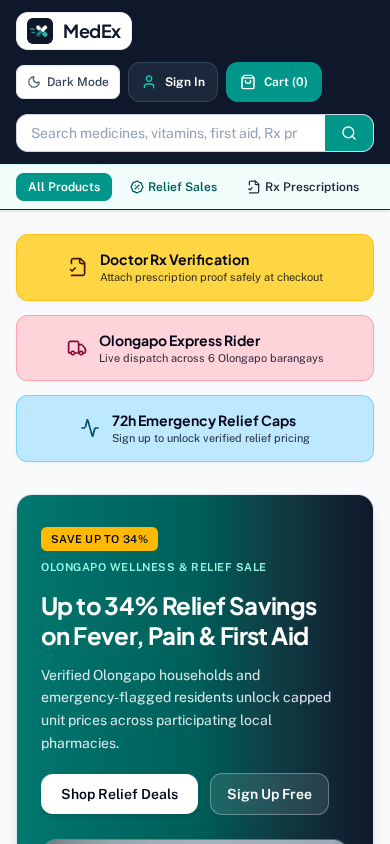 MedEx
Dark Mode
Sign In
Cart (0)
Search medicines, vitamins, first aid, Rx pr
All Products
Relief Sales
Rx Prescriptions
Doctor Rx Verification
Attach prescription proof safely at checkout
Olongapo Express Rider
Live dispatch across 6 Olongapo barangays
72h Emergency Relief Caps
Sign up to unlock verified relief pricing
SAVE UP TO 34%
OLONGAPO WELLNESS & RELIEF SALE
Up to 34% Relief Savings
on Fever, Pain & First Aid
Verified Olongapo households and
emergency-flagged residents unlock capped
unit prices across participating local
pharmacies.
Shop Relief Deals
Sign Up Free